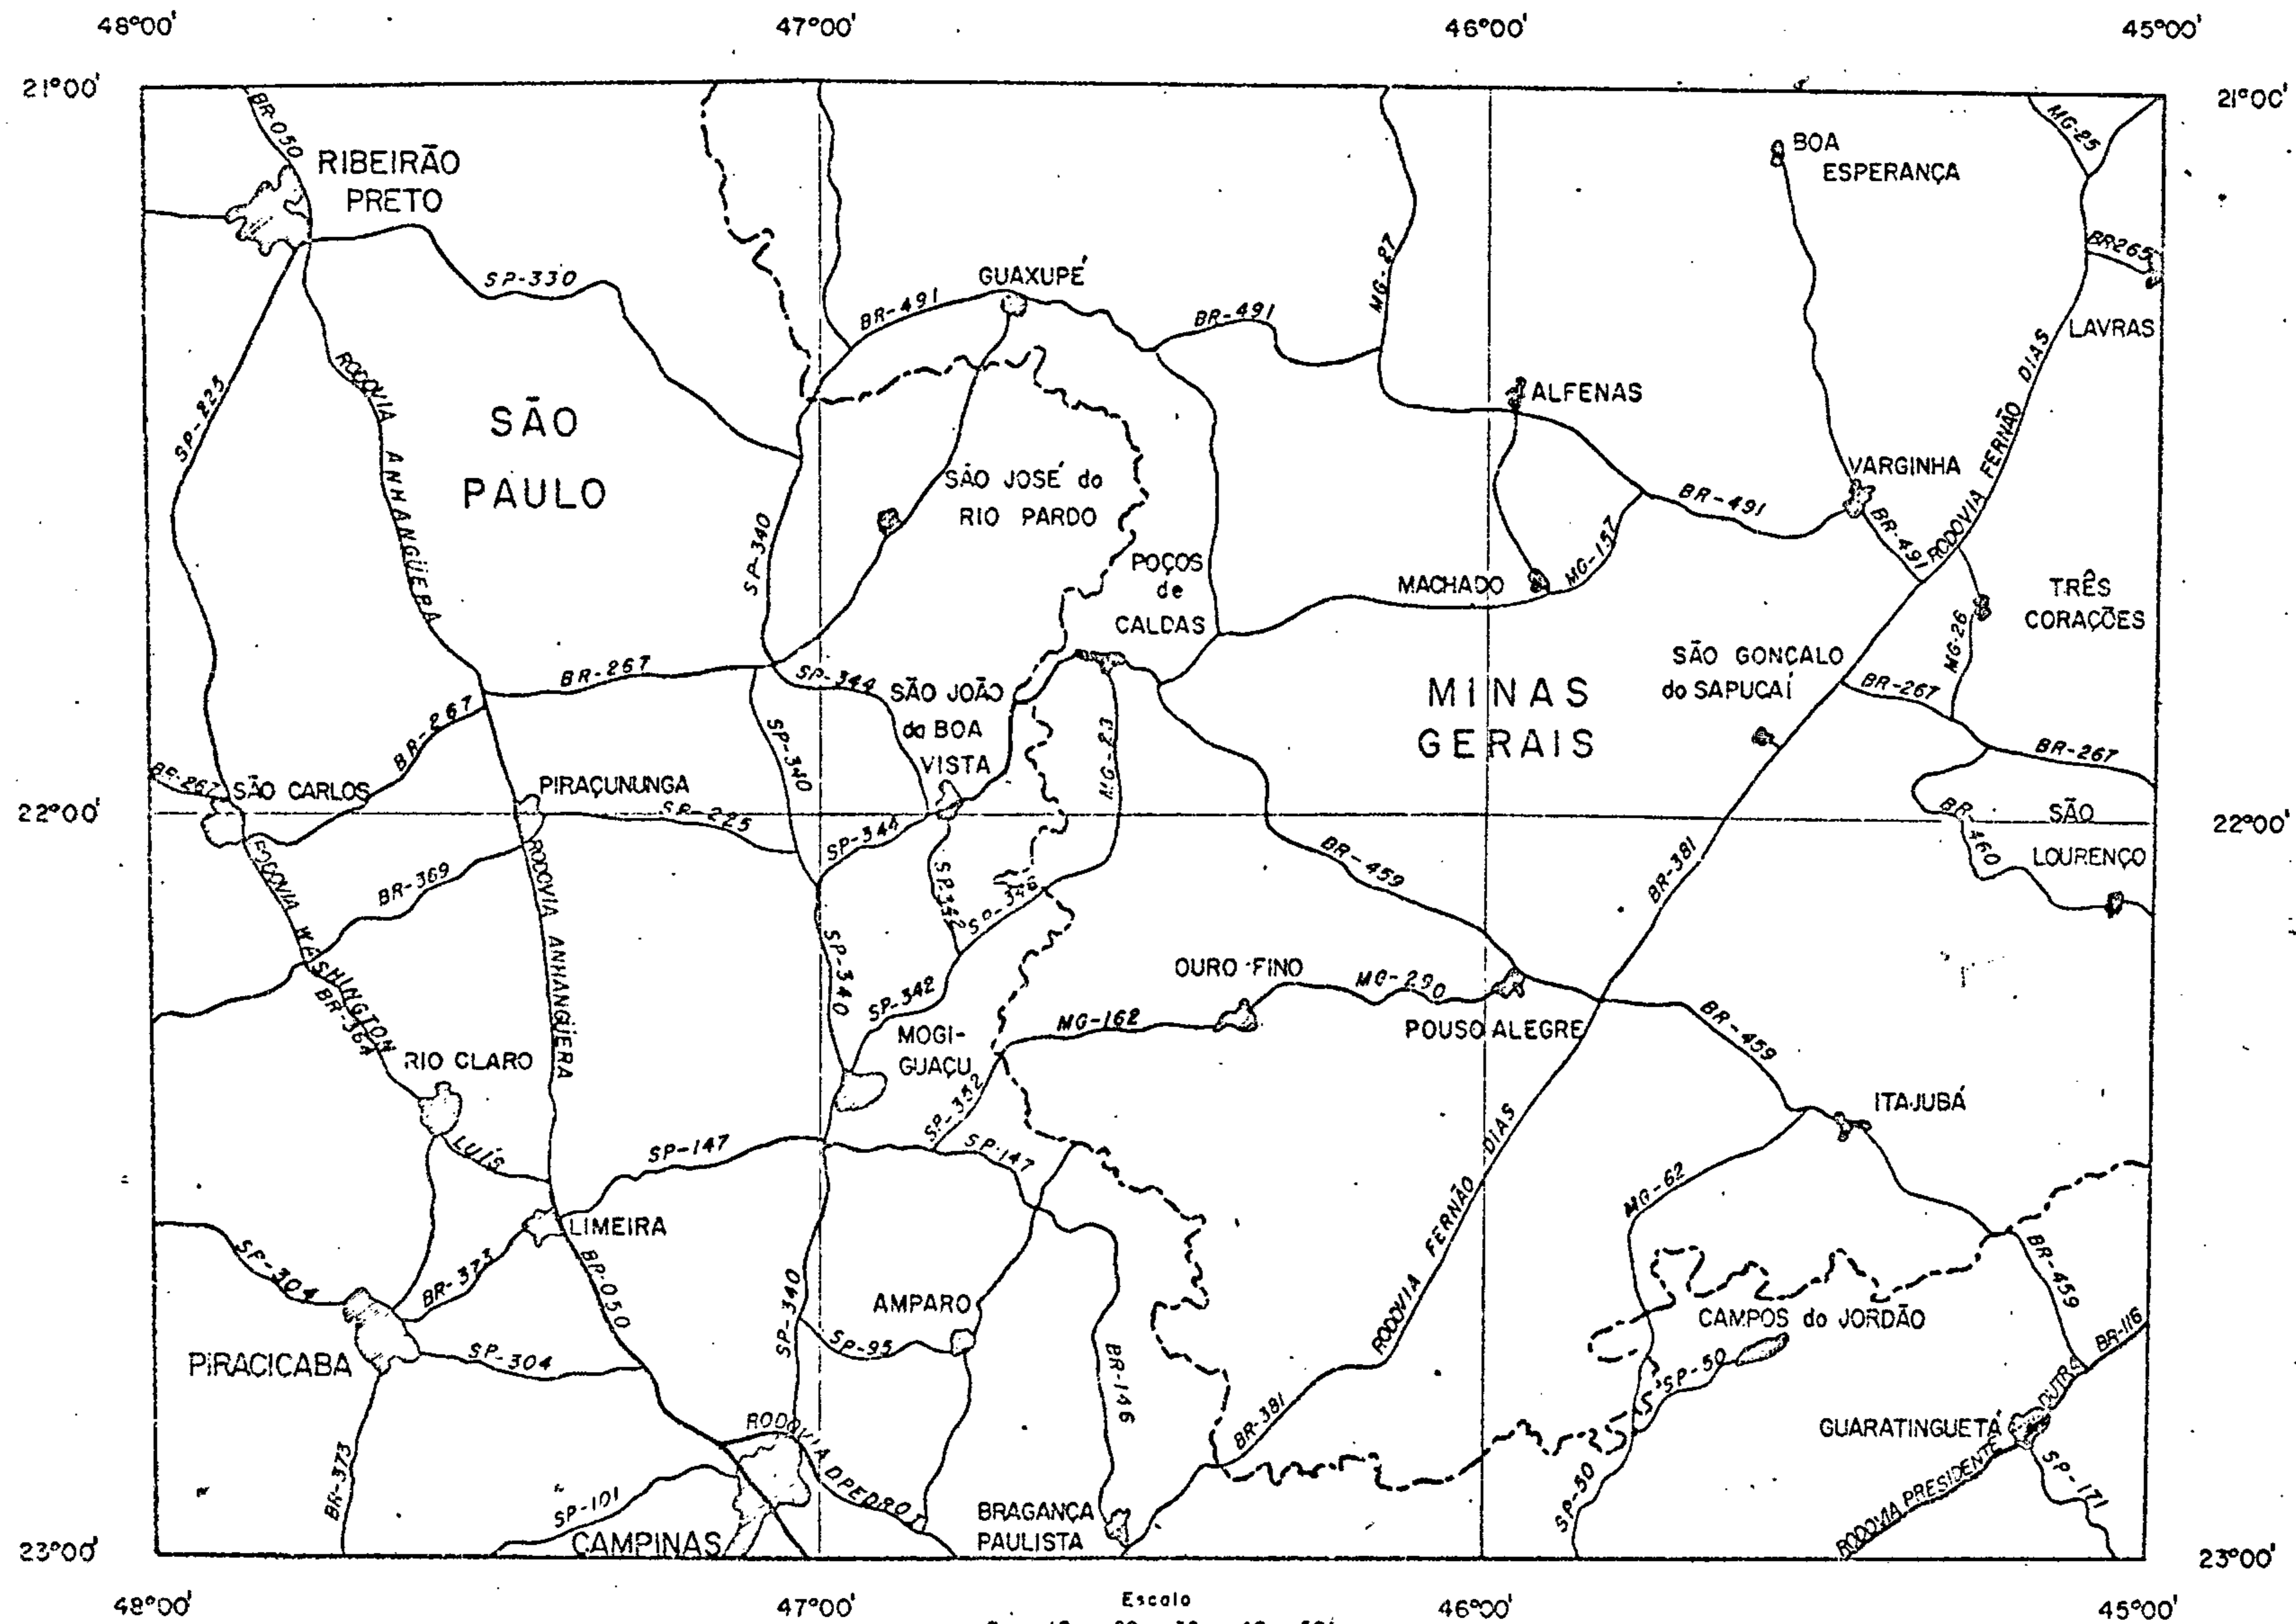 48°00'
47°00'
46°00'
45°00'
21°00'
21°00'
BR-050
RIBEIRÃO
PRETO
SP-330
SP-225
RODOVIA ANHANGÜERA
SÃO
PAULO
GUAXUPÉ
BR-491
BR-491
MG-27
BOA
ESPERANÇA
MG-25
BR-265
LAVRAS
ALFENAS
RODOVIA FERNÃO DIAS
VARGINHA
BR-491
BR-491
SÃO JOSÉ do
RIO PARDO
SP-340
POÇOS
de
CALDAS
MACHADO
MG-157
TRÊS
CORAÇÕES
MG-26
BR-267
SP-344
SÃO JOÃO
da BOA
VISTA
MINAS
GERAIS
SÃO GONÇALO
do SAPUCAÍ
BR-267
BR-267
BR-267
BR-267
SÃO CARLOS
PIRAÇUNUNGA
SP-340
SP-225
SP-344
22°00'
22°00'
BR-381
BR-460
SÃO
LOURENÇO
BR-369
RODOVIA WASHINGTON
BR-364
RODOVIA ANHANGÜERA
SP-342
SP-346
BR-459
SP-340
SP-342
MOGI-
GUAÇU
OURO FINO
MG-290
MG-162
POUSO ALEGRE
BR-459
RIO CLARO
LUÍS
SP-352
SP-147
SP-147
ITAJUBÁ
MG-62
LIMEIRA
SP-304
BR-373
BR-050
SP-340
AMPARO
SP-95
RODOVIA FERNÃO DIAS
CAMPOS do JORDÃO
SP-50
BR-459
BR-116
PIRACICABA
SP-304
BR-146
BR-381
DUTRA
GUARATINGUETÁ
RODOVIA D PEDRO I
BR-373
SP-101
CAMPINAS
BRAGANÇA
PAULISTA
SP-50
RODOVIA PRESIDENTE
SP-171
23°00'
23°00'
48°00'
47°00'
46°00'
45°00'
Escala